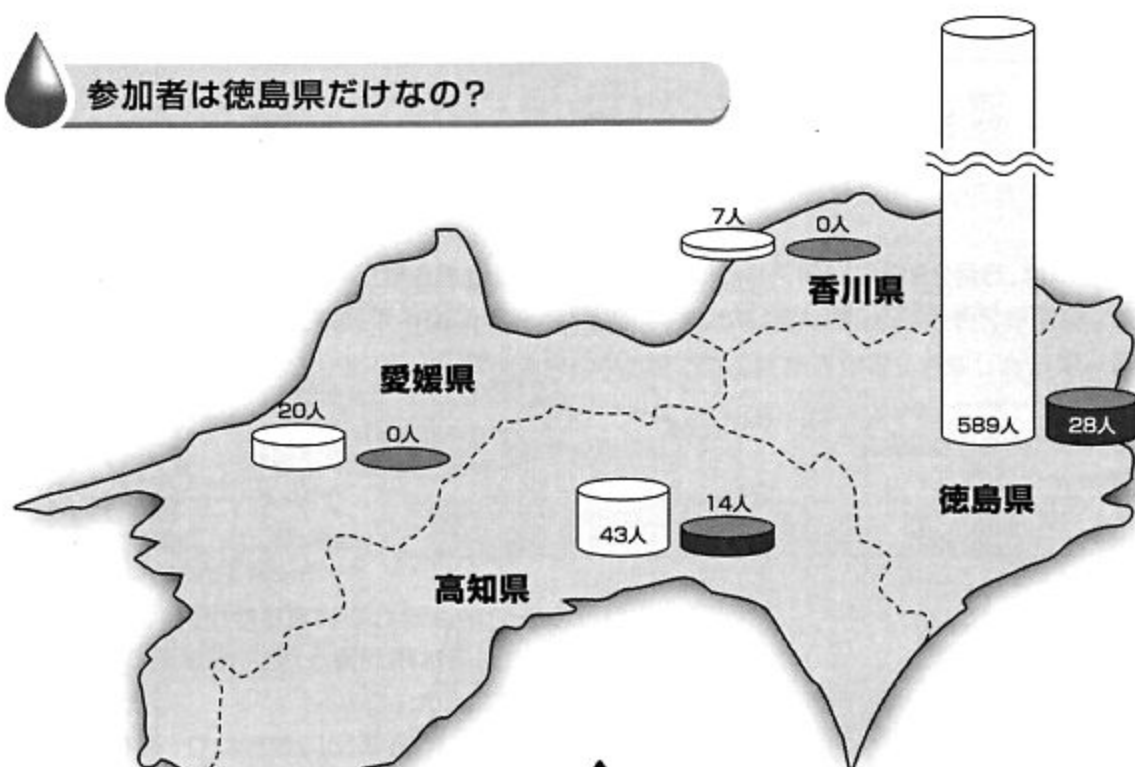 参加者は徳島県だけなの?
7人
0人
香川県
愛媛県
20人
0人
589人
28人
徳島県
43人
14人
高知県